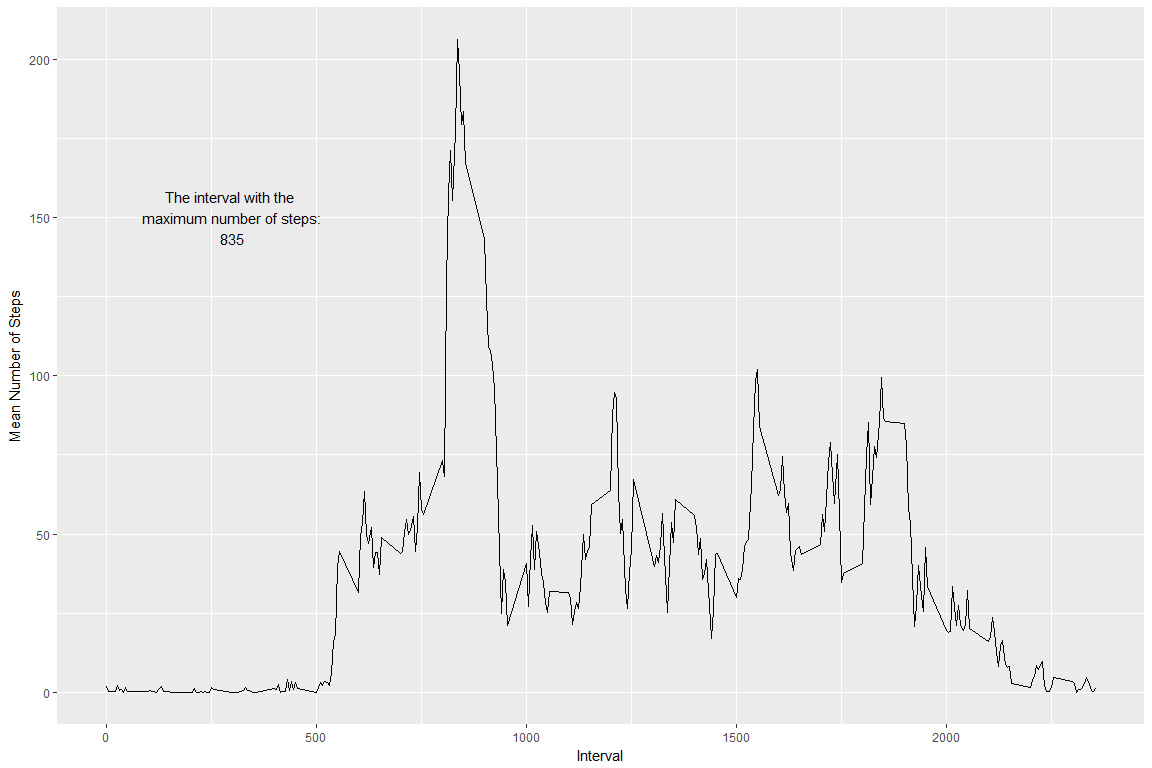 200
150
100
50
0
Mean Number of Steps
The interval with the
maximum number of steps:
835
0 500 1000 1500 2000
Interval